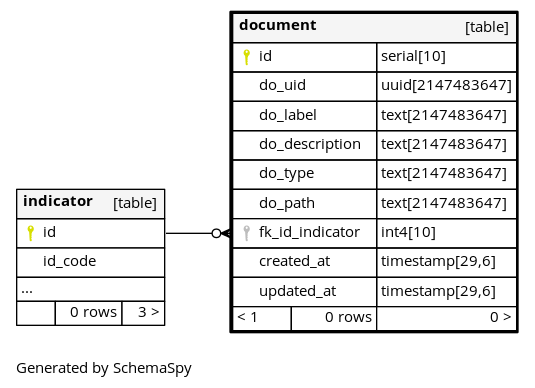 document [table]
id serial[10]
do_uid uuid[2147483647]
do_label text[2147483647]
do_description text[2147483647]
do_type text[2147483647]
do_path text[2147483647]
fk_id_indicator int4[10]
created_at timestamp[29,6]
updated_at timestamp[29,6]
< 1 0 rows 0 >
indicator [table]
id
id_code
...
0 rows 3 >
Generated by SchemaSpy